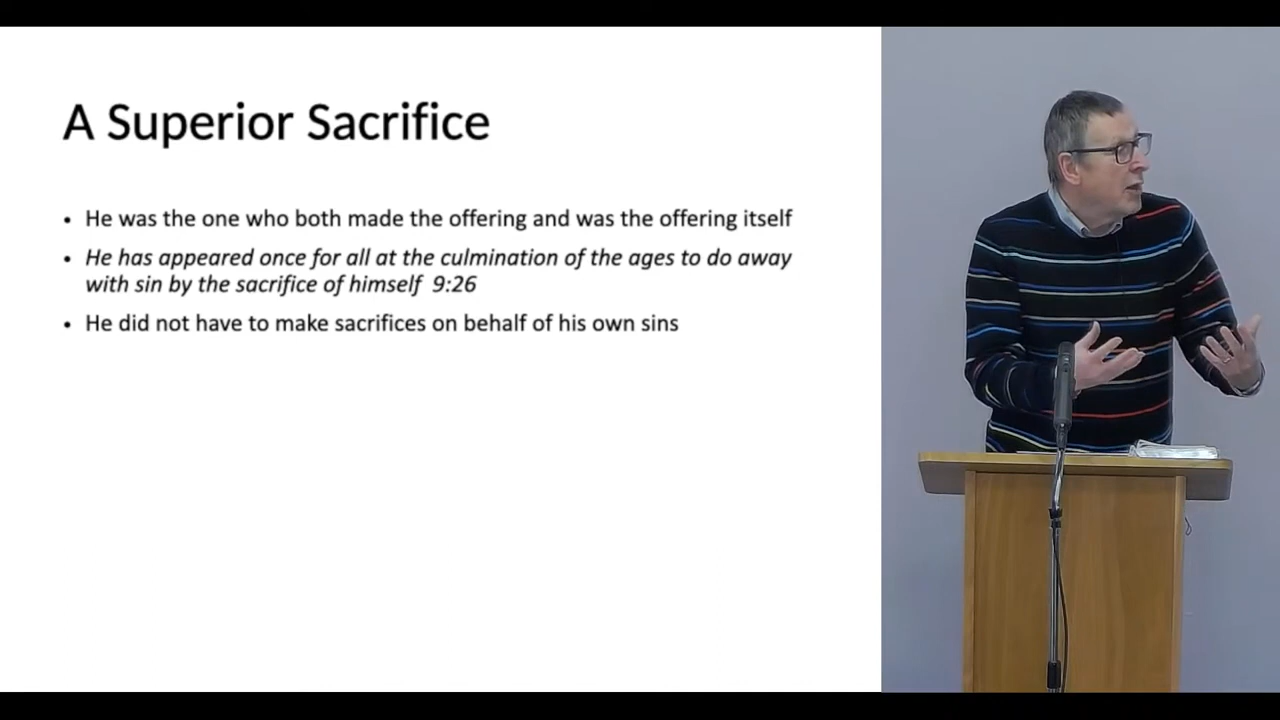 A Superior Sacrifice
• He was the one who both made the offering and was the offering itself
• He has appeared once for all at the culmination of the ages to do away
with sin by the sacrifice of himself 9:26
• He did not have to make sacrifices on behalf of his own sins